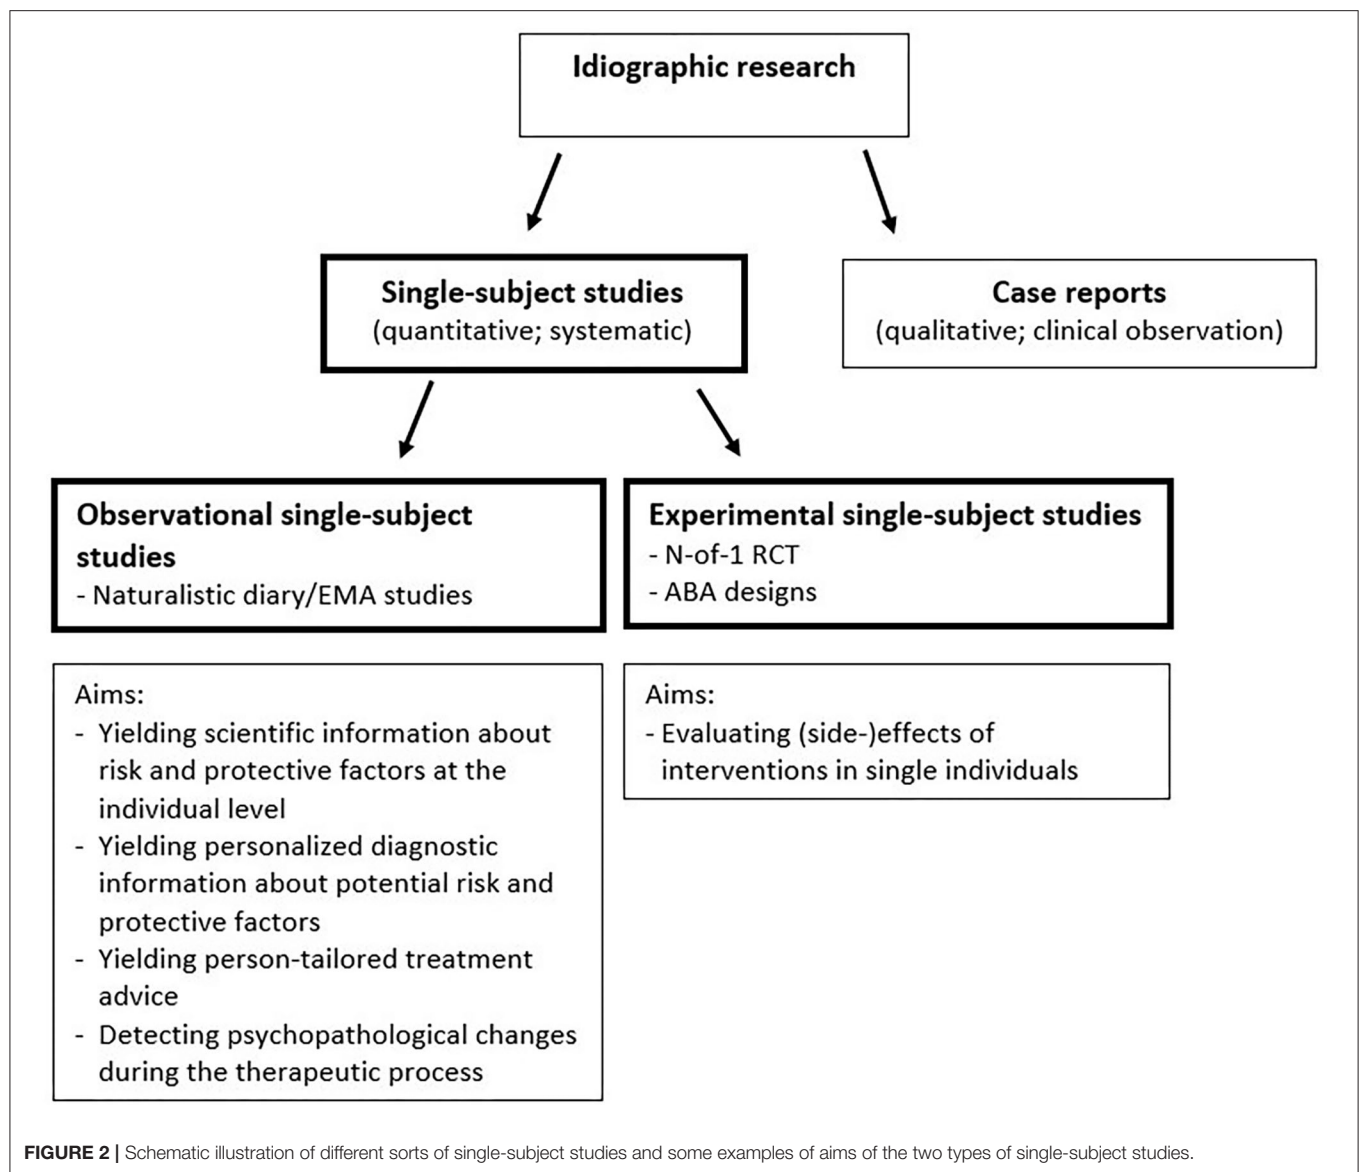 Idiographic research
Single-subject studies
(quantitative; systematic)
Case reports
(qualitative; clinical observation)
Observational single-subject
studies
- Naturalistic diary/EMA studies
Experimental single-subject studies
- N-of-1 RCT
- ABA designs
Aims:
- Yielding scientific information about
risk and protective factors at the
individual level
- Yielding personalized diagnostic
information about potential risk and
protective factors
- Yielding person-tailored treatment
advice
- Detecting psychopathological changes
during the therapeutic process
Aims:
- Evaluating (side-)effects of
interventions in single individuals
FIGURE 2 | Schematic illustration of different sorts of single-subject studies and some examples of aims of the two types of single-subject studies.